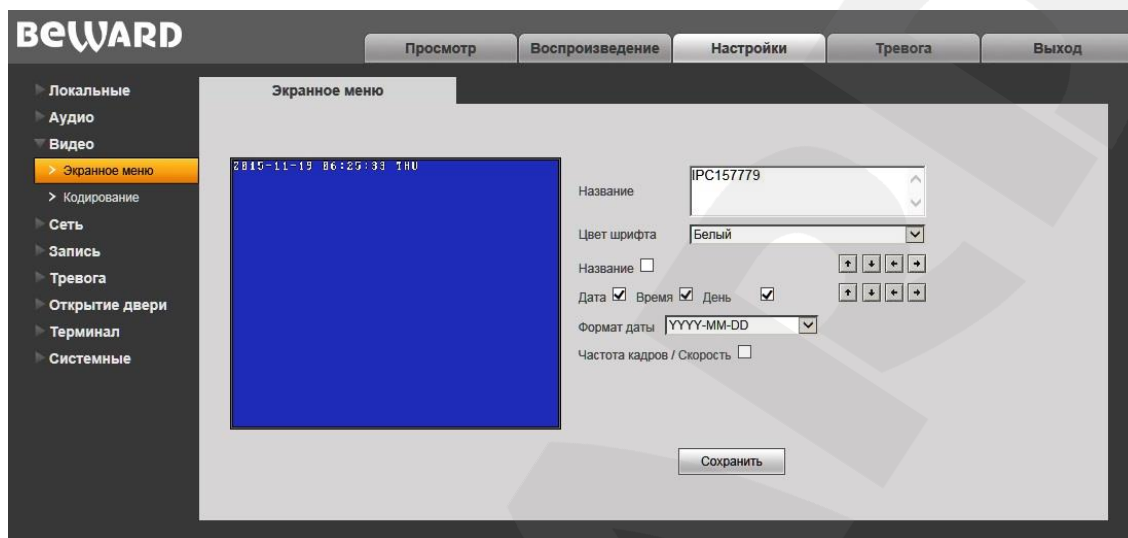 BEWARD
Просмотр Воспроизведение Настройки Тревога Выход
Экранное меню
Локальные
Аудио
Видео
Экранное меню
Кодирование
Сеть
Запись
Тревога
Открытие двери
Терминал
Системные
2015-11-19 06:25:33 THU
Название IPC157779
Цвет шрифта Белый
Название
Дата Время День
Формат даты YYYY-MM-DD
Частота кадров / Скорость
Сохранить